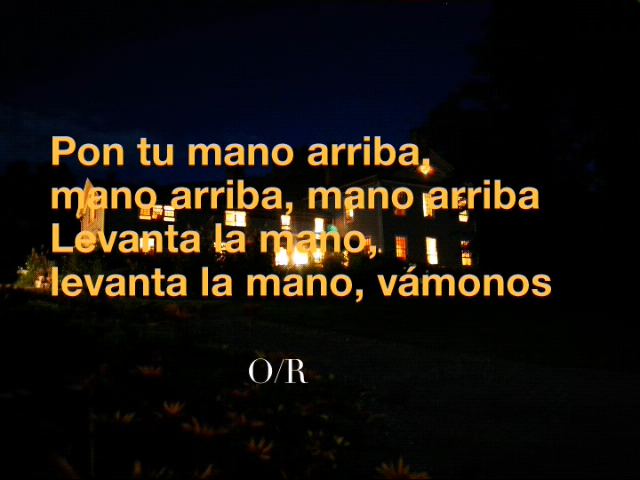 Pon tu mano arriba,
mano arriba, mano arriba
Levanta la mano,
levanta la mano, vámonos
O/R